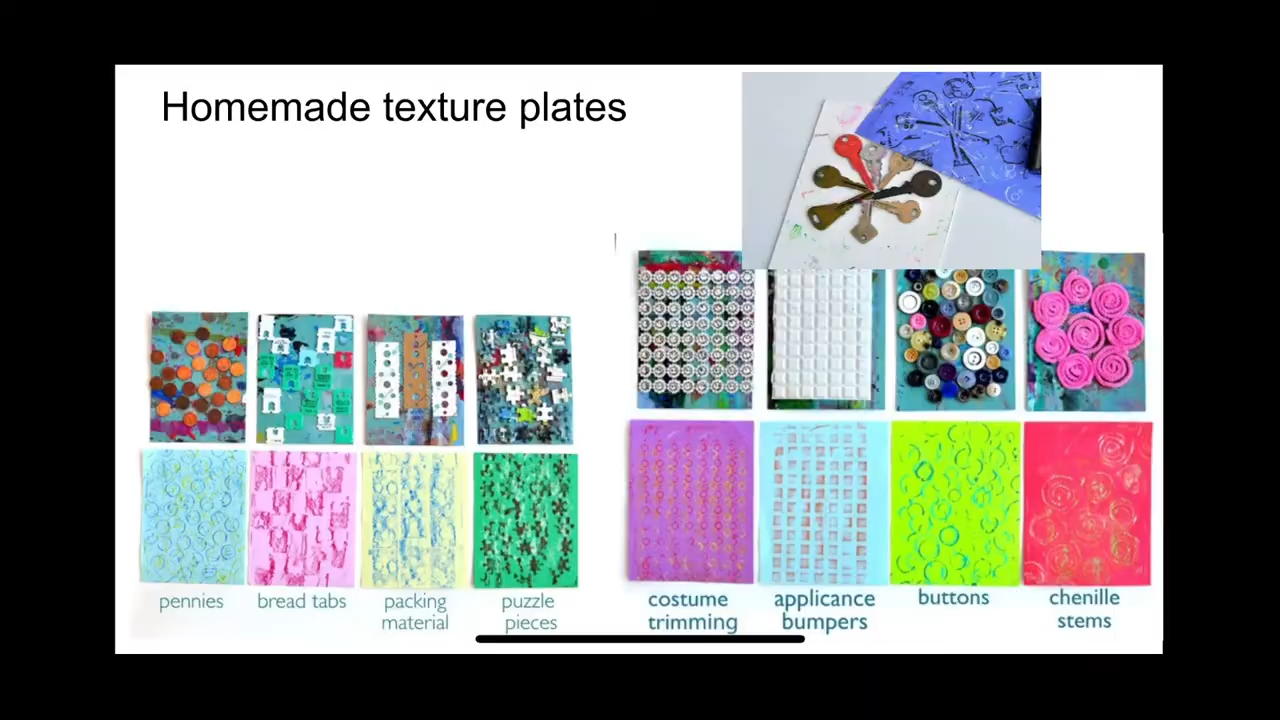 Homemade texture plates
pennies
bread tabs
packing
material
puzzle
pieces
costume
trimming
applicance
bumpers
buttons
chenille
stems